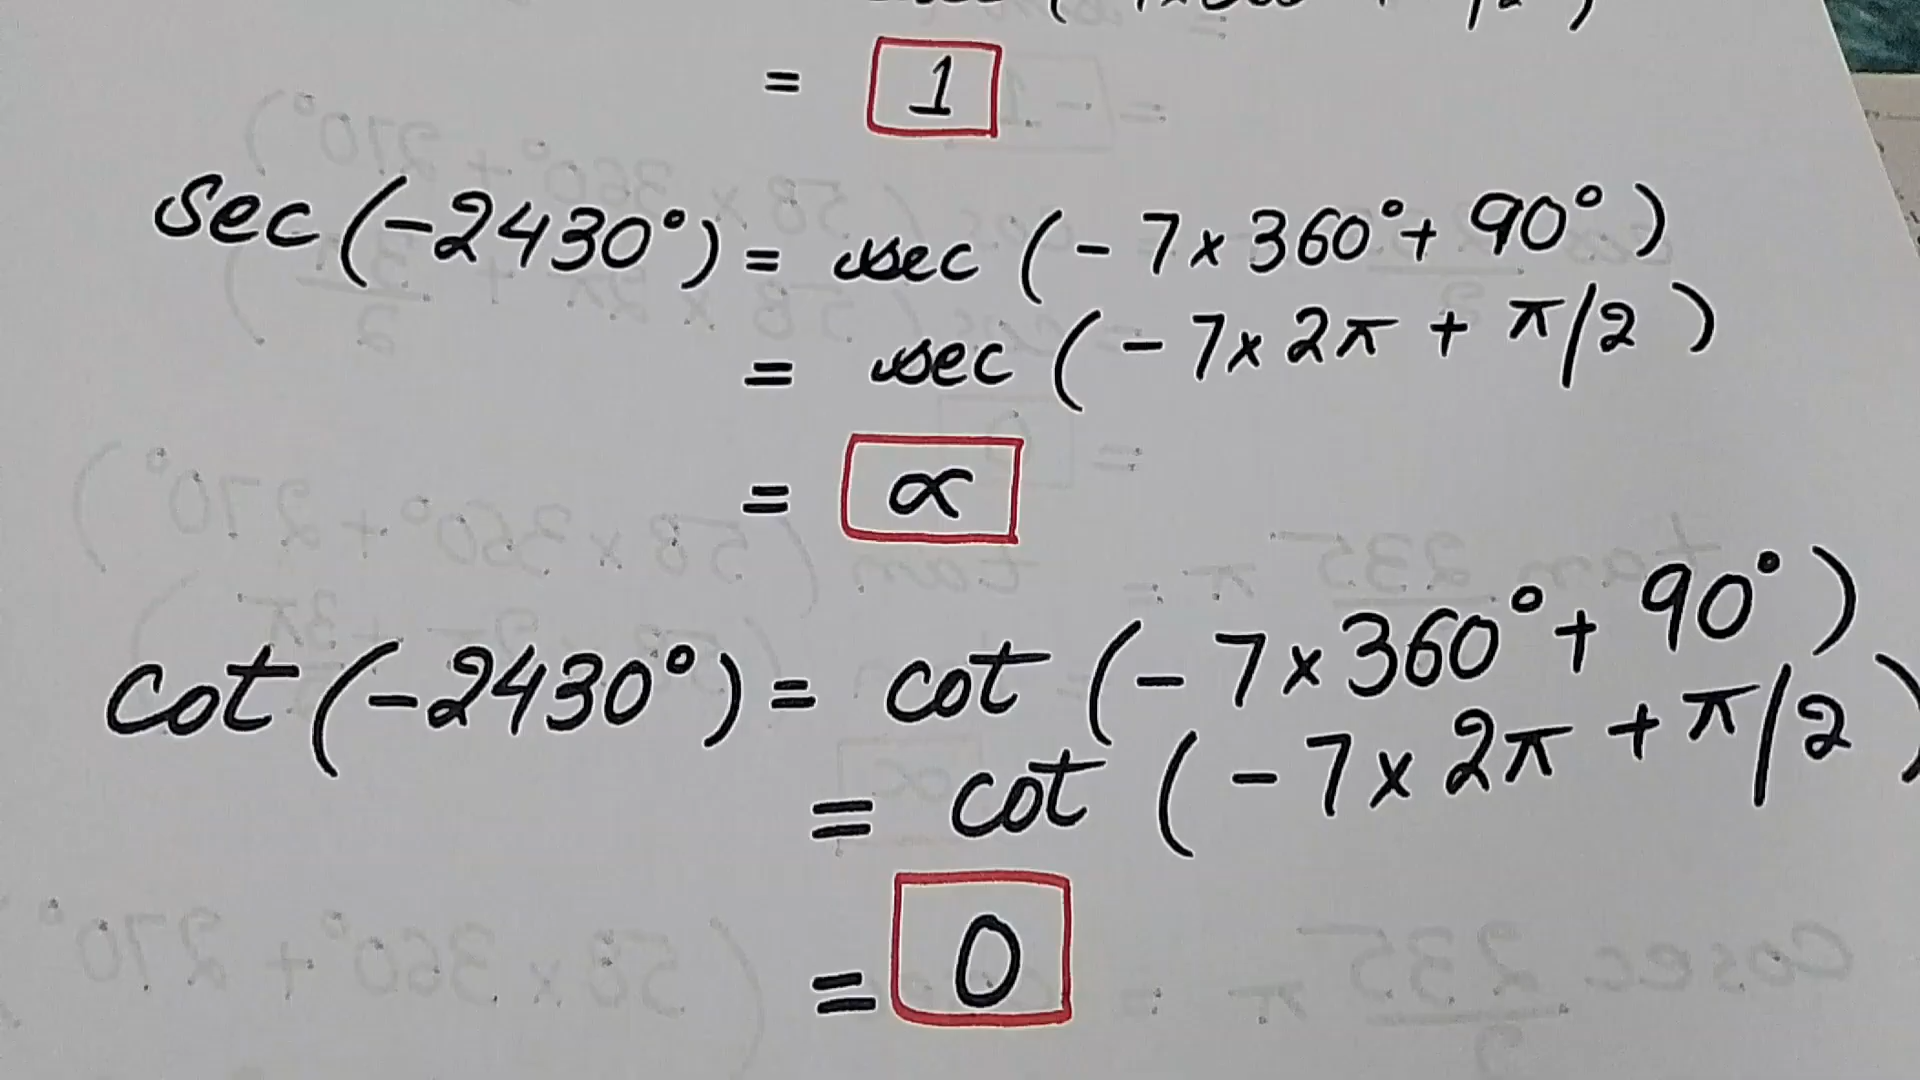 = 1
sec (-2430°) = sec (-7×360°+ 90°)
= sec (-7×2π + π/2)
= ∝
cot (-2430°) = cot (-7×360°+ 90°)
= cot (-7×2π + π/2)
= 0